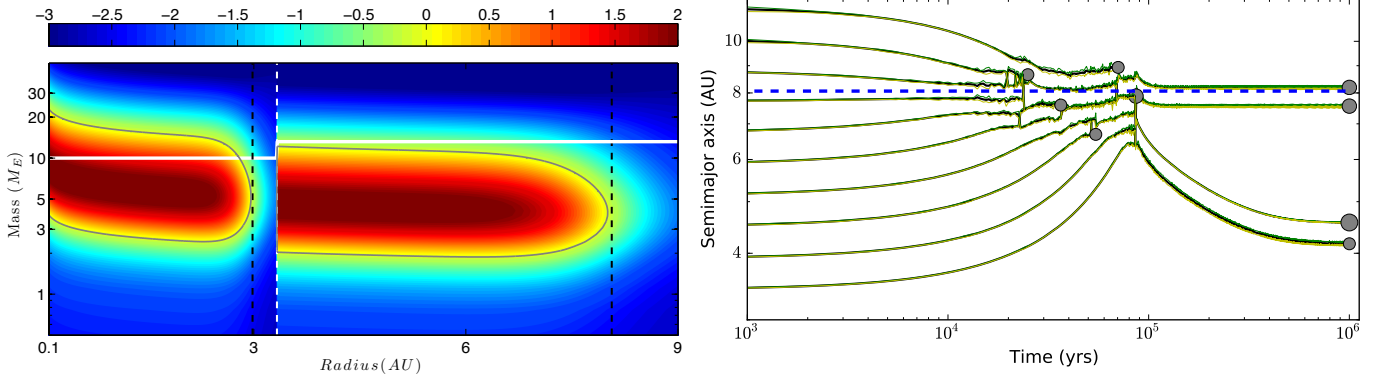 −3 −2.5 −2 −1.5 −1 −0.5 0 0.5 1 1.5 2
Mass (M_E)
30
20
10
5
3
1
0.1 3 6 9
Radius(AU)
Semimajor axis (AU)
10
8
6
4
10^3 10^4 10^5 10^6
Time (yrs)